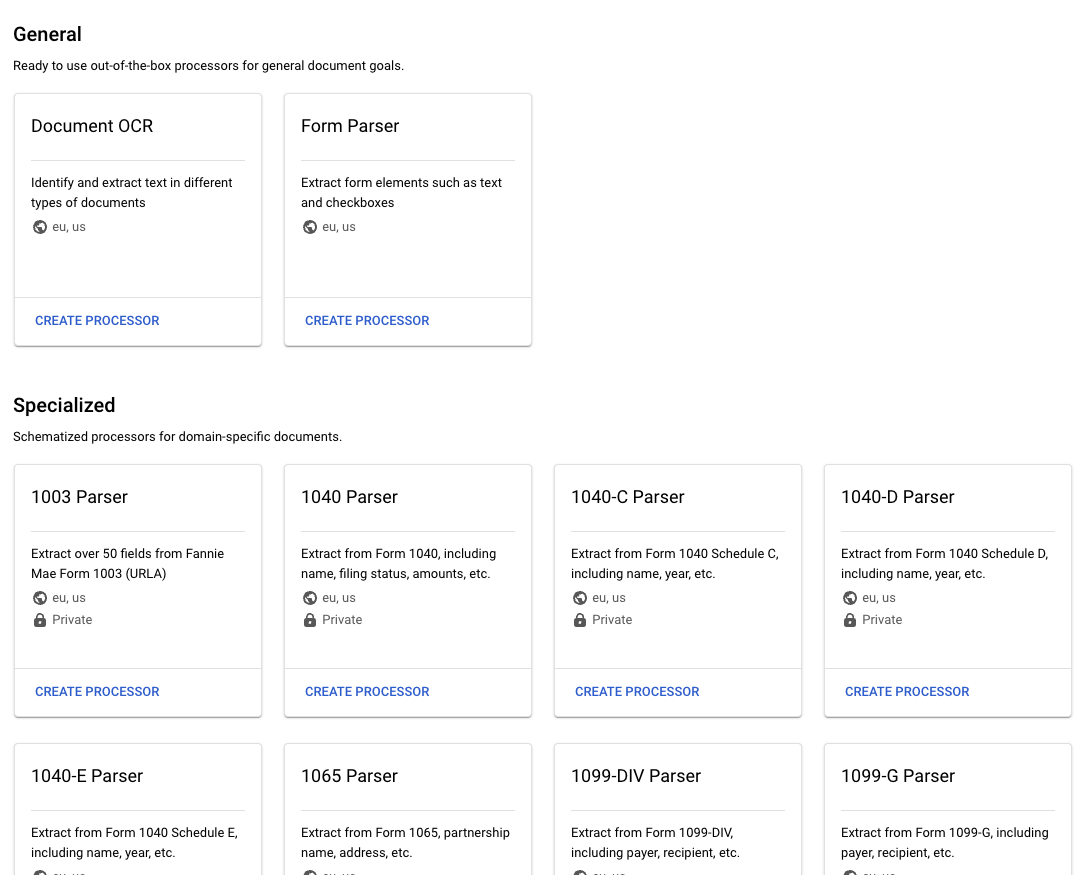 General
Ready to use out-of-the-box processors for general document goals.
Document OCR
Identify and extract text in different
types of documents
eu, us
CREATE PROCESSOR
Form Parser
Extract form elements such as text
and checkboxes
eu, us
CREATE PROCESSOR
Specialized
Schematized processors for domain-specific documents.
1003 Parser
Extract over 50 fields from Fannie
Mae Form 1003 (URLA)
eu, us
Private
CREATE PROCESSOR
1040 Parser
Extract from Form 1040, including
name, filing status, amounts, etc.
eu, us
Private
CREATE PROCESSOR
1040-C Parser
Extract from Form 1040 Schedule C,
including name, year, etc.
eu, us
Private
CREATE PROCESSOR
1040-D Parser
Extract from Form 1040 Schedule D,
including name, year, etc.
eu, us
Private
CREATE PROCESSOR
1040-E Parser
Extract from Form 1040 Schedule E,
including name, year, etc.
1065 Parser
Extract from Form 1065, partnership
name, address, etc.
1099-DIV Parser
Extract from Form 1099-DIV,
including payer, recipient, etc.
1099-G Parser
Extract from Form 1099-G, including
payer, recipient, etc.